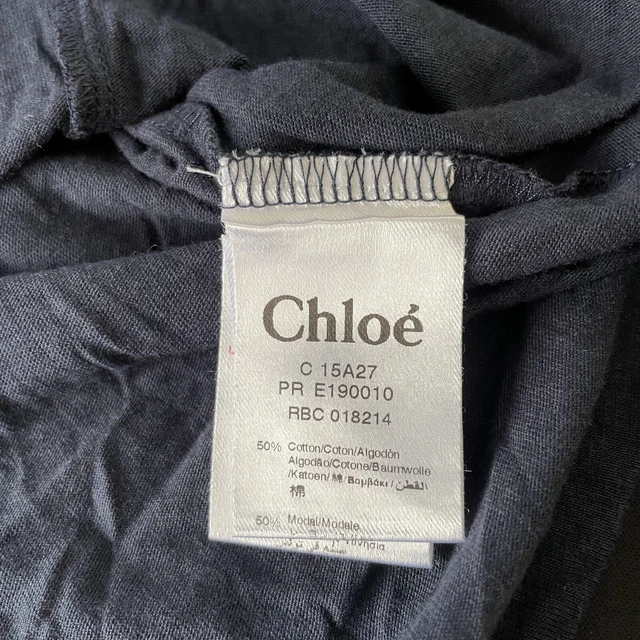 Chloé
C 15A27
PR E190010
RBC 018214
50% Cotton/Coton/Algodón
Algodão/Cotone/Baumwolle
/Katoen/ 棉/Βαμβάκι/ القطن/
棉
50% Modal/Modale